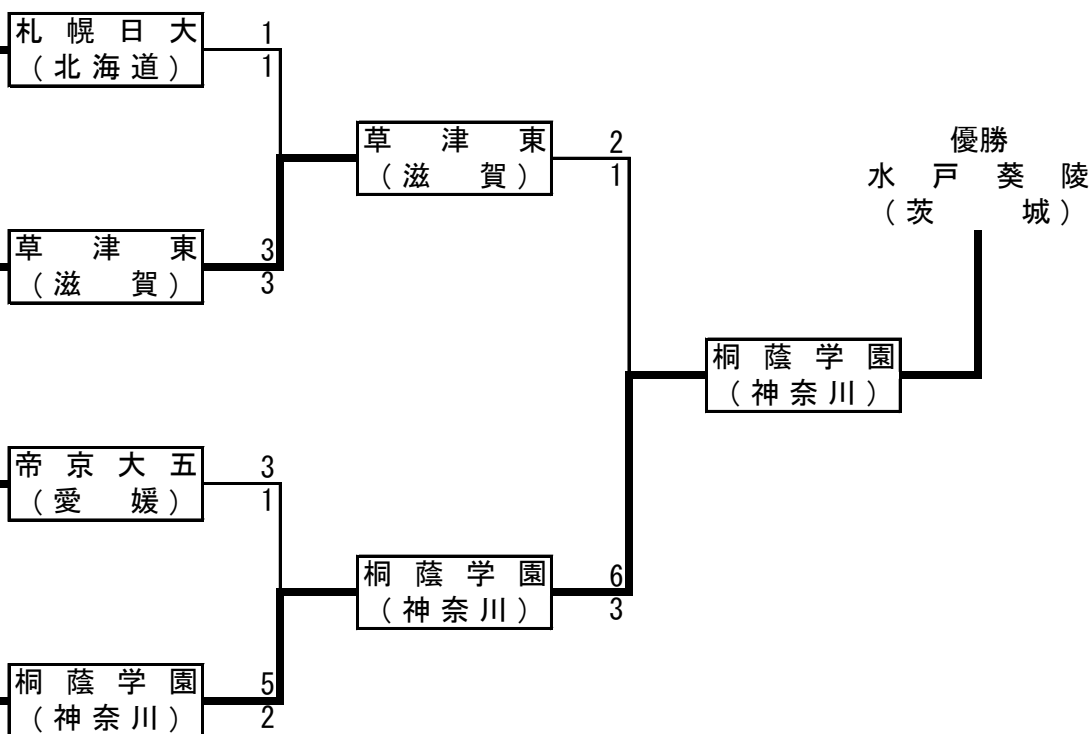 札幌日大
（北海道）
1
1
草津東
（滋賀）
3
3
帝京大五
（愛媛）
3
1
桐蔭学園
（神奈川）
5
2
草津東
（滋賀）
2
1
桐蔭学園
（神奈川）
6
3
桐蔭学園
（神奈川）
優勝
水戸葵陵
（茨城）